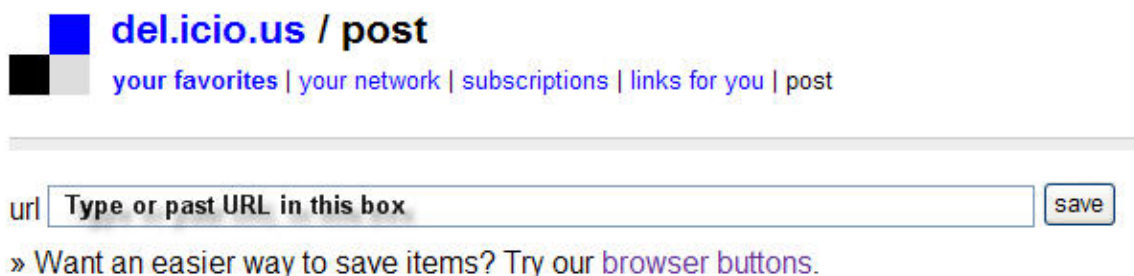 del.icio.us / post
your favorites | your network | subscriptions | links for you | post
url Type or past URL in this box save
» Want an easier way to save items? Try our browser buttons.